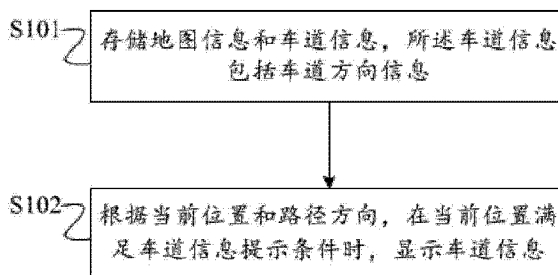 S101
存储地图信息和车道信息，所述车道信息
包括车道方向信息
S102
根据当前位置和路径方向，在当前位置满
足车道信息提示条件时，显示车道信息